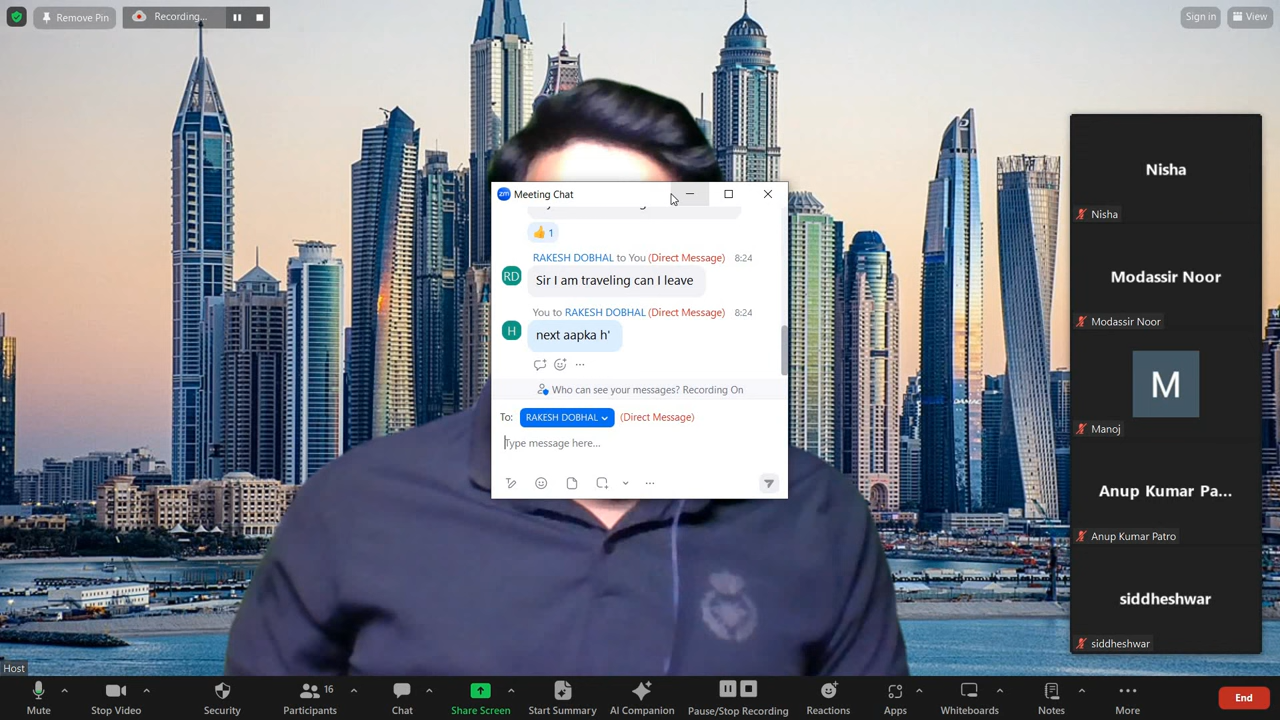 Remove Pin
Recording...
Sign in
View
Meeting Chat
👍 1
RAKESH DOBHAL to You (Direct Message) 8:24
RD
Sir I am traveling can I leave
You to RAKESH DOBHAL (Direct Message) 8:24
H
next aapka h'
Who can see your messages? Recording On
To: RAKESH DOBHAL (Direct Message)
Type message here...
Nisha
Nisha
Modassir Noor
Modassir Noor
M
Manoj
Anup Kumar Pa...
Anup Kumar Patro
siddheshwar
siddheshwar
Host
Mute
Stop Video
Security
16
Participants
Chat
Share Screen
Start Summary
AI Companion
Pause/Stop Recording
Reactions
Apps
Whiteboards
Notes
More
End